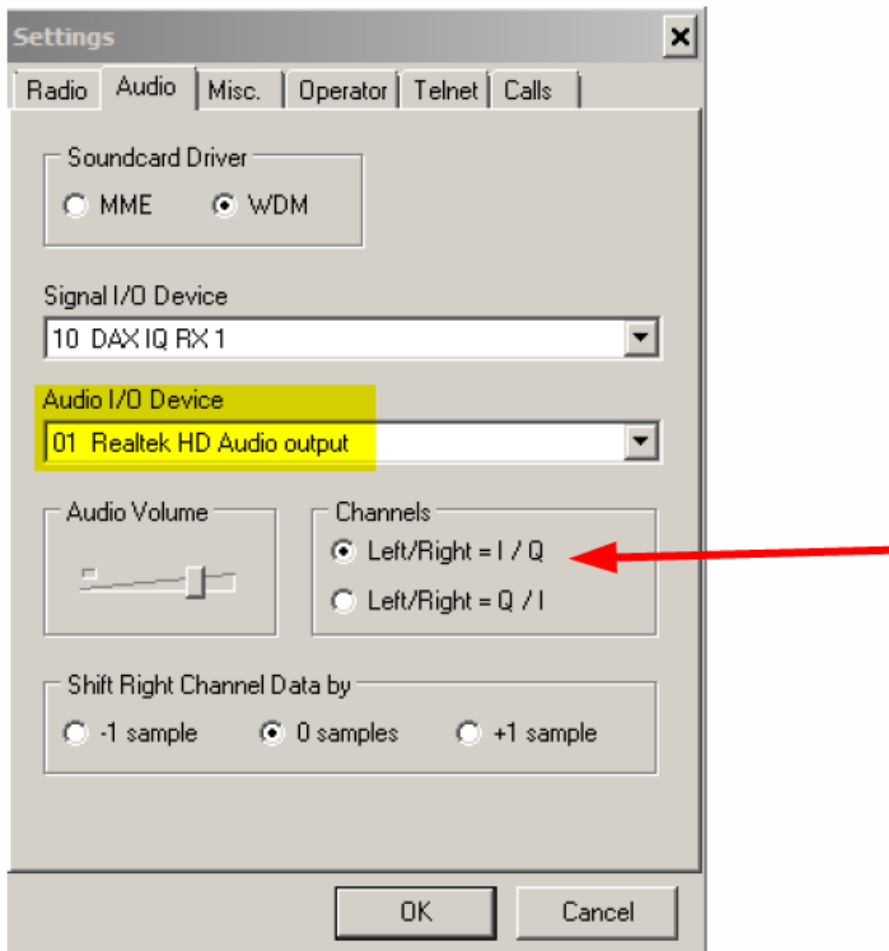 Settings
Radio Audio Misc. Operator Telnet Calls
Soundcard Driver
MME WDM
Signal I/O Device
10 DAX IQ RX 1
Audio I/O Device
01 Realtek HD Audio output
Audio Volume
Channels
Left/Right = I / Q
Left/Right = Q / I
Shift Right Channel Data by
-1 sample 0 samples +1 sample
OK Cancel